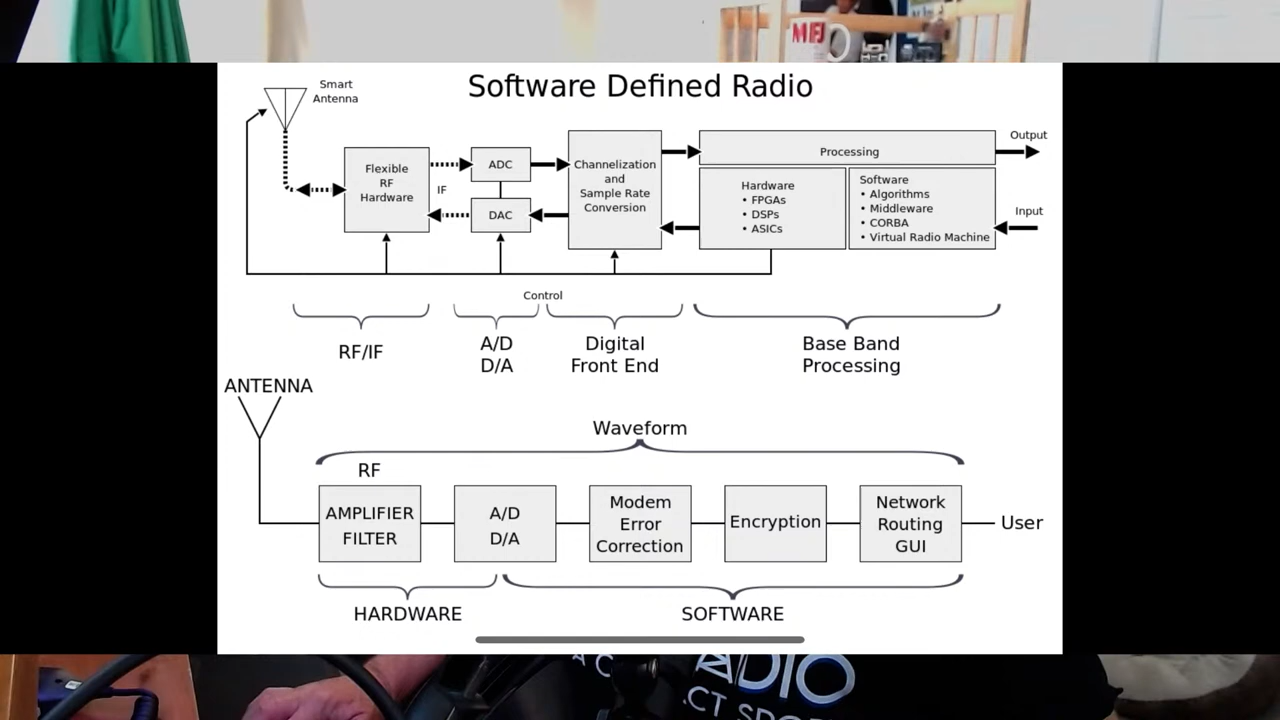 MFJ
Software Defined Radio
Smart
Antenna
Flexible
RF
Hardware
IF
ADC
DAC
Channelization
and
Sample Rate
Conversion
Processing
Hardware
• FPGAs
• DSPs
• ASICs
Software
• Algorithms
• Middleware
• CORBA
• Virtual Radio Machine
Output
Input
Control
RF/IF
A/D
D/A
Digital
Front End
Base Band
Processing
ANTENNA
Waveform
RF
AMPLIFIER
FILTER
A/D
D/A
Modem
Error
Correction
Encryption
Network
Routing
GUI
User
HARDWARE
SOFTWARE